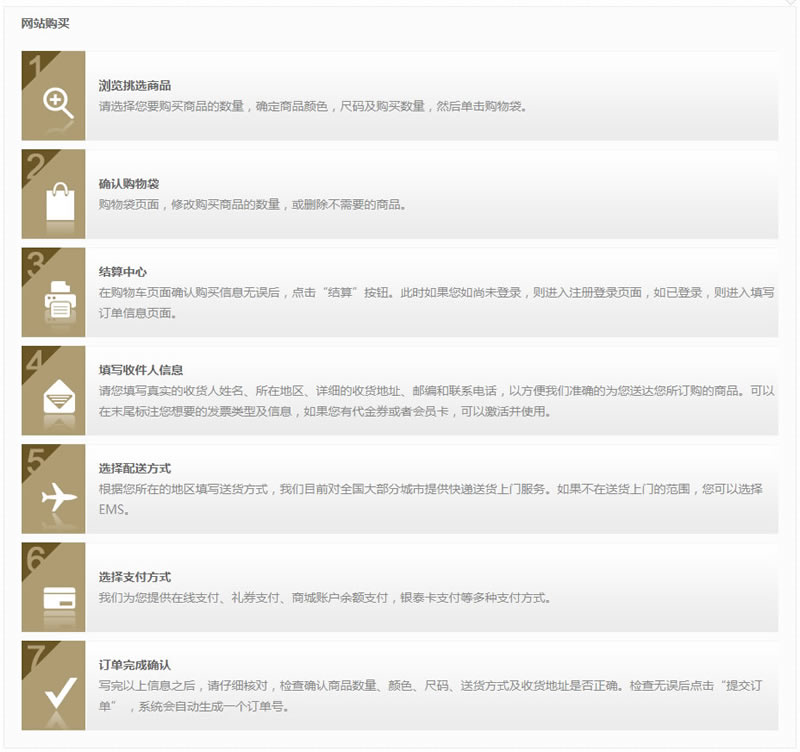 网站购买
1
浏览挑选商品
请选择您要购买商品的数量，确定商品颜色，尺码及购买数量，然后单击购物袋。
2
确认购物袋
购物袋页面，修改购买商品的数量，或删除不需要的商品。
3
结算中心
在购物车页面确认购买信息无误后，点击“结算”按钮。此时如果您如尚未登录，则进入注册登录页面，如已登录，则进入填写
订单信息页面。
4
填写收件人信息
请您填写真实的收货人姓名、所在地区、详细的收货地址、邮编和联系电话，以方便我们准确的为您送达您所订购的商品。可以
在末尾标注您想要的发票类型及信息，如果您有代金券或者会员卡，可以激活并使用。
5
选择配送方式
根据您所在的地区填写送货方式，我们目前对全国大部分城市提供快递送货上门服务。如果不在送货上门的范围，您可以选择
EMS。
6
选择支付方式
我们为您提供在线支付、礼券支付、商城账户余额支付，银泰卡支付等多种支付方式。
7
订单完成确认
写完以上信息之后，请仔细核对，检查确认商品数量、颜色、尺码、送货方式及收货地址是否正确。检查无误后点击“提交订
单”，系统会自动生成一个订单号。